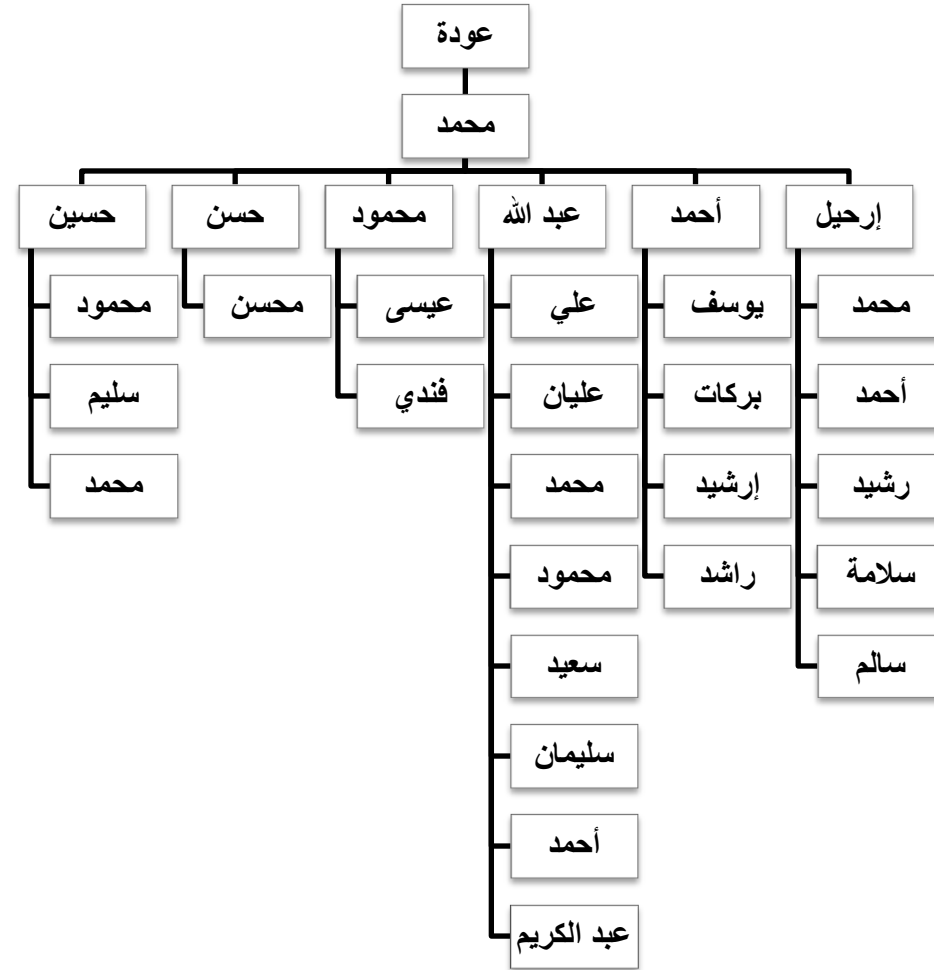 عودة
محمد
إرحيل
أحمد
عبد الله
محمود
حسن
حسين
محمد
يوسف
علي
عيسى
محسن
محمود
أحمد
بركات
عليان
فندي
سليم
رشيد
إرشيد
محمد
محمد
سلامة
راشد
محمود
سالم
سعيد
سليمان
أحمد
عبد الكريم